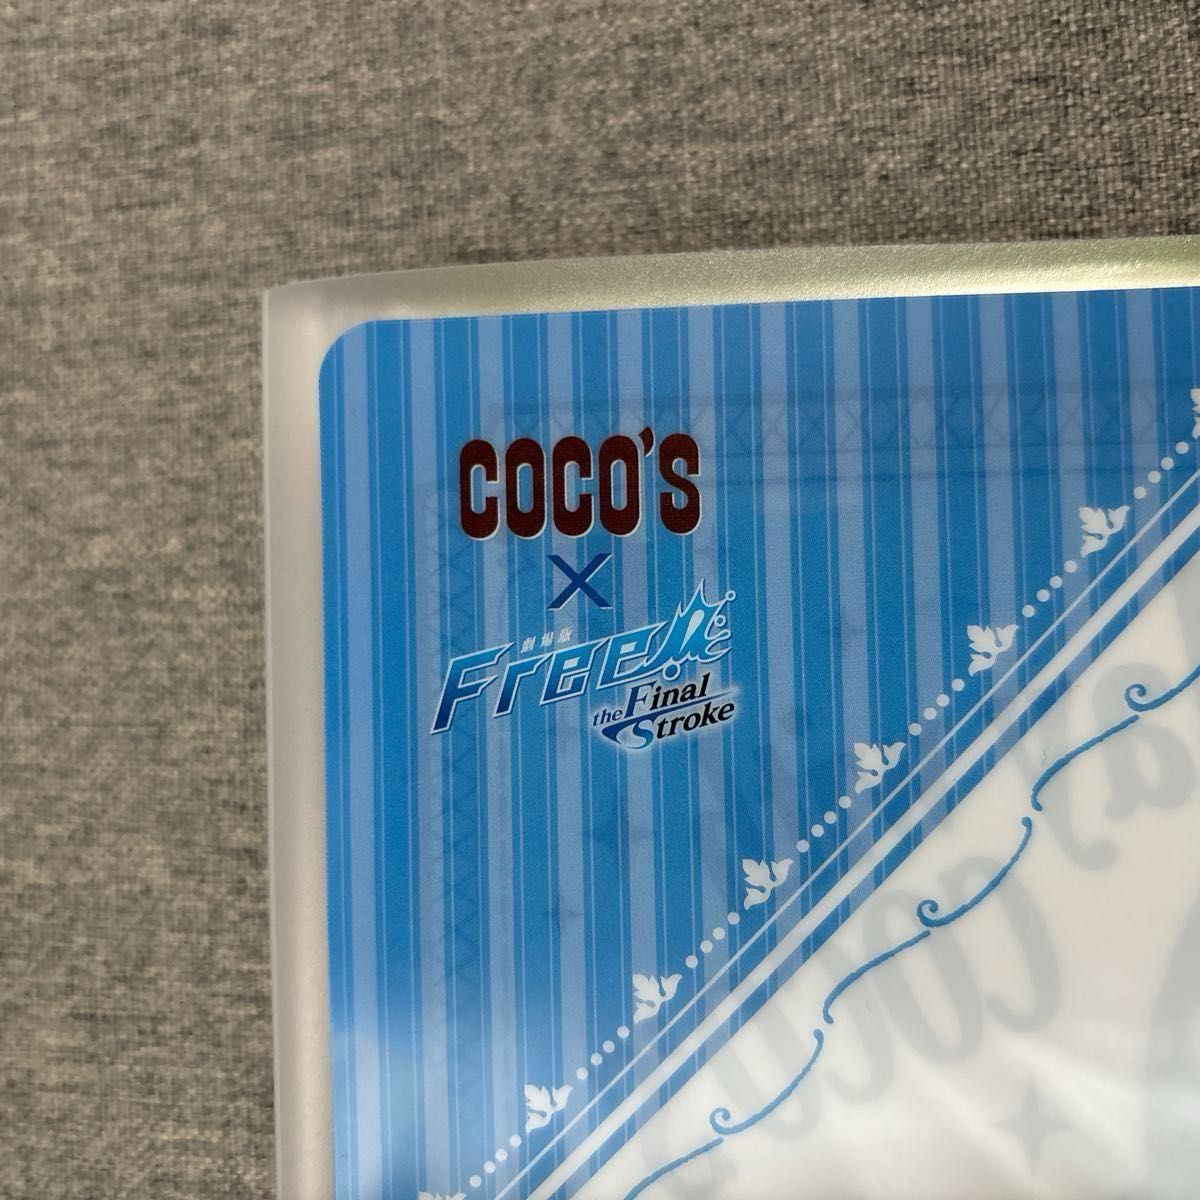 COCO'S
X
劇場版
Free!
the Final
Stroke